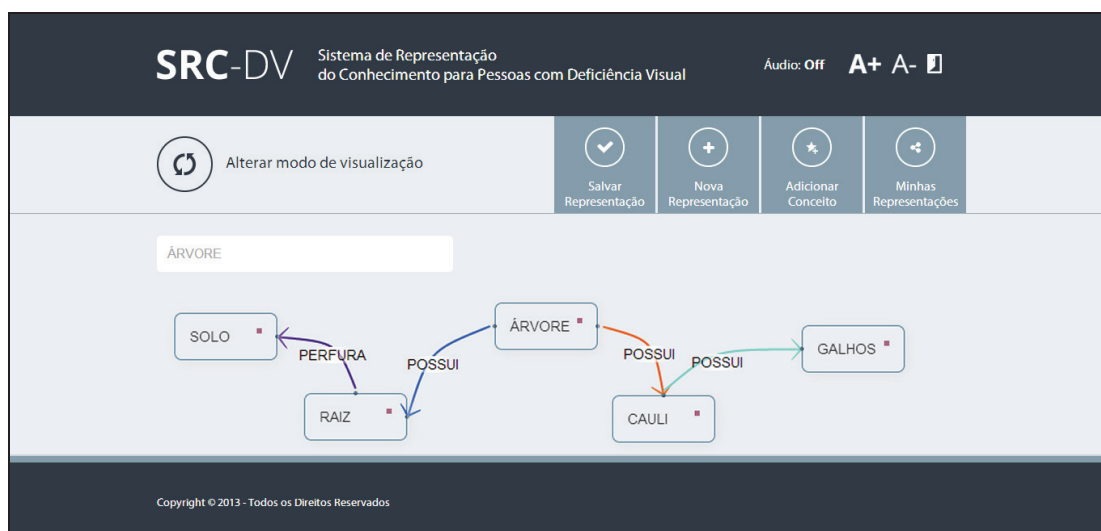 SRC-DV
Sistema de Representação
do Conhecimento para Pessoas com Deficiência Visual
Áudio: Off
A+ A-
Alterar modo de visualização
Salvar
Representação
Nova
Representação
Adicionar
Conceito
Minhas
Representações
ÁRVORE
SOLO
PERFURA
RAIZ
POSSUI
ÁRVORE
POSSUI
CAULI
POSSUI
GALHOS
Copyright © 2013 - Todos os Direitos Reservados